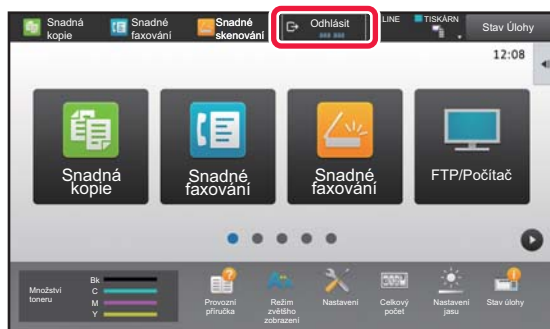 Snadná
kopie
Snadné
faxování
Snadné
skenování
Odhlásit
LINE
TISKÁRN
Stav Úlohy
12:08
Snadná
kopie
Snadné
faxování
Snadné
faxování
FTP/Počítač
Množství
toneru
Bk
C
M
Y
Provozní
příručka
Režim
zvětšho
zobrazení
Nastavení
Celkový
počet
Nastavení
jasu
Stav úlohy